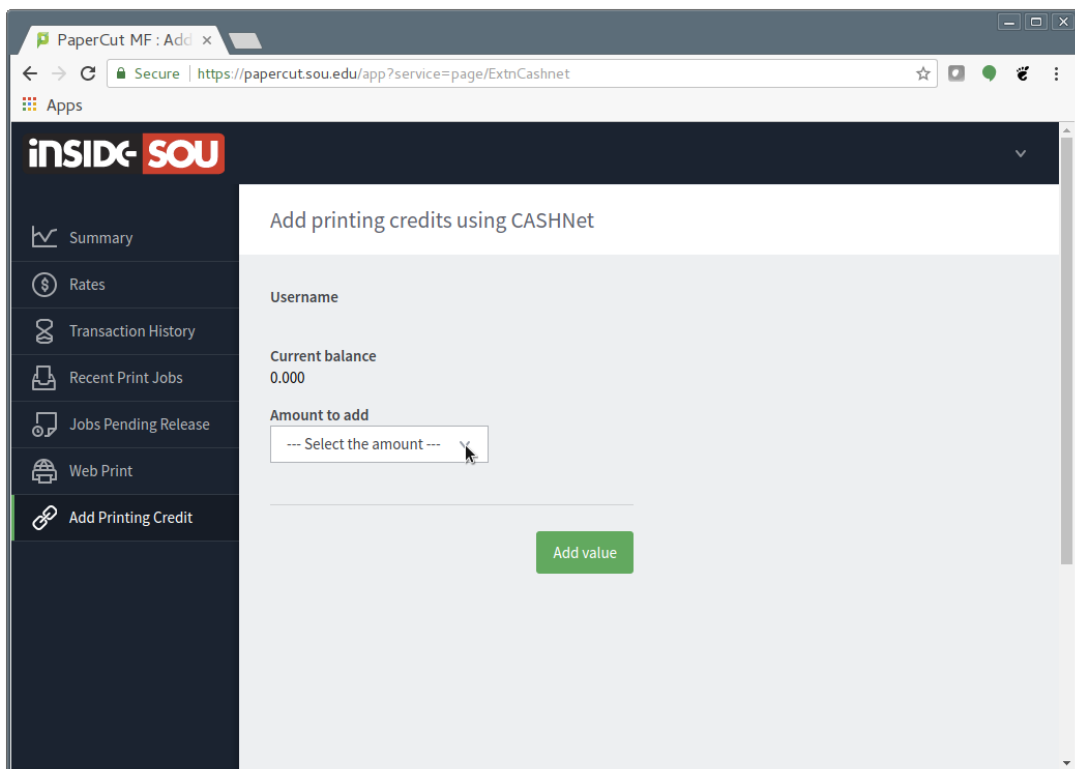 PaperCut MF : Add
Secure | https://papercut.sou.edu/app?service=page/ExtnCashnet
Apps
iNSIDE SOU
Add printing credits using CASHNet
Summary
Rates
Transaction History
Recent Print Jobs
Jobs Pending Release
Web Print
Add Printing Credit
Username
Current balance
0.000
Amount to add
--- Select the amount ---
Add value